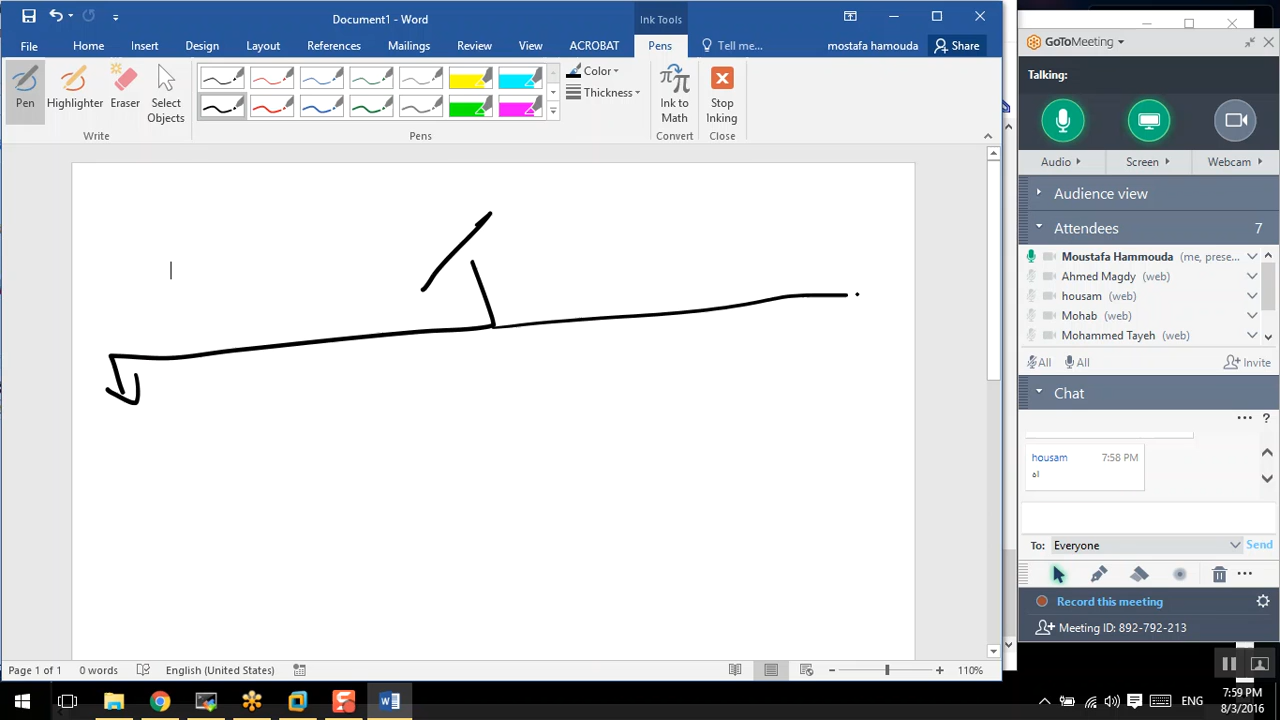 Document1 - Word
Ink Tools
File
Home
Insert
Design
Layout
References
Mailings
Review
View
ACROBAT
Pens
Tell me...
mostafa hamouda
Share
Pen
Highlighter
Eraser
Select Objects
Color
Thickness
Ink to Math
Stop Inking
Write
Pens
Convert
Close
GoToMeeting
Talking:
Audio
Screen
Webcam
Audience view
Attendees 7
Moustafa Hammouda (me, prese...
Ahmed Magdy (web)
housam (web)
Mohab (web)
Mohammed Tayeh (web)
All
All
Invite
Chat
... ?
housam 7:58 PM
اه
To: Everyone Send
...
Record this meeting
Meeting ID: 892-792-213
Page 1 of 1 0 words English (United States) 110%
ENG
7:59 PM
8/3/2016